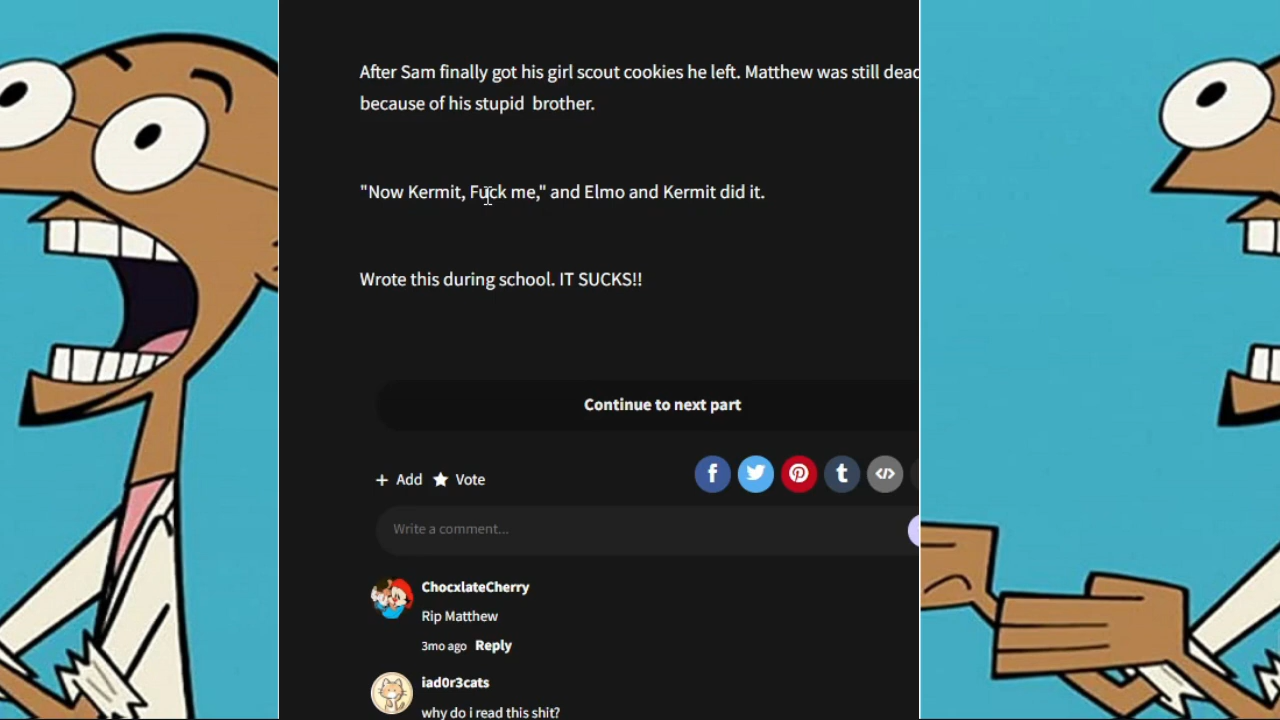 After Sam finally got his girl scout cookies he left. Matthew was still dead
because of his stupid  brother.
"Now Kermit, Fuck me," and Elmo and Kermit did it.
Wrote this during school. IT SUCKS!!
Continue to next part
+ Add ★ Vote
Write a comment...
ChocxlateCherry
Rip Matthew
3mo ago Reply
iad0r3cats
why do i read this shit?